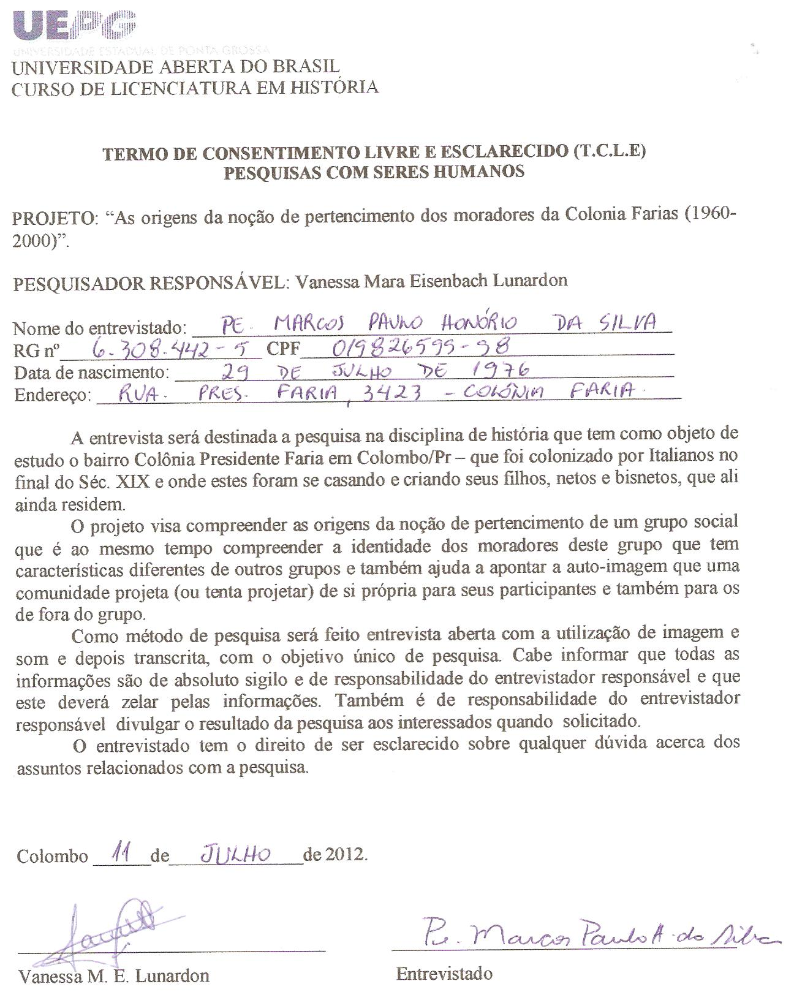 UEPG
UNIVERSIDADE ESTADUAL DE PONTA GROSSA
UNIVERSIDADE ABERTA DO BRASIL
CURSO DE LICENCIATURA EM HISTÓRIA
TERMO DE CONSENTIMENTO LIVRE E ESCLARECIDO (T.C.L.E)
PESQUISAS COM SERES HUMANOS
PROJETO: “As origens da noção de pertencimento dos moradores da Colonia Farias (1960-
2000)”.
PESQUISADOR RESPONSÁVEL: Vanessa Mara Eisenbach Lunardon
Nome do entrevistado: PE. MARCOS PAULO HONÓRIO DA SILVA
RG nº 6.308.442-5 CPF 019826599-98
Data de nascimento: 29 DE JULHO DE 1976
Endereço: RUA. PRES. FARIA, 3423 - COLÔNIA FARIA.
A entrevista será destinada a pesquisa na disciplina de história que tem como objeto de
estudo o bairro Colônia Presidente Faria em Colombo/Pr – que foi colonizado por Italianos no
final do Séc. XIX e onde estes foram se casando e criando seus filhos, netos e bisnetos, que ali
ainda residem.
O projeto visa compreender as origens da noção de pertencimento de um grupo social
que é ao mesmo tempo compreender a identidade dos moradores deste grupo que tem
características diferentes de outros grupos e também ajuda a apontar a auto-imagem que uma
comunidade projeta (ou tenta projetar) de si própria para seus participantes e também para os
de fora do grupo.
Como método de pesquisa será feito entrevista aberta com a utilização de imagem e
som e depois transcrita, com o objetivo único de pesquisa. Cabe informar que todas as
informações são de absoluto sigilo e de responsabilidade do entrevistador responsável e que
este deverá zelar pelas informações. Também é de responsabilidade do entrevistador
responsável divulgar o resultado da pesquisa aos interessados quando solicitado.
O entrevistado tem o direito de ser esclarecido sobre qualquer dúvida acerca dos
assuntos relacionados com a pesquisa.
Colombo 11 de JULHO de 2012.
Pe. Marcos Paulo H. da Silva
Vanessa M. E. Lunardon
Entrevistado